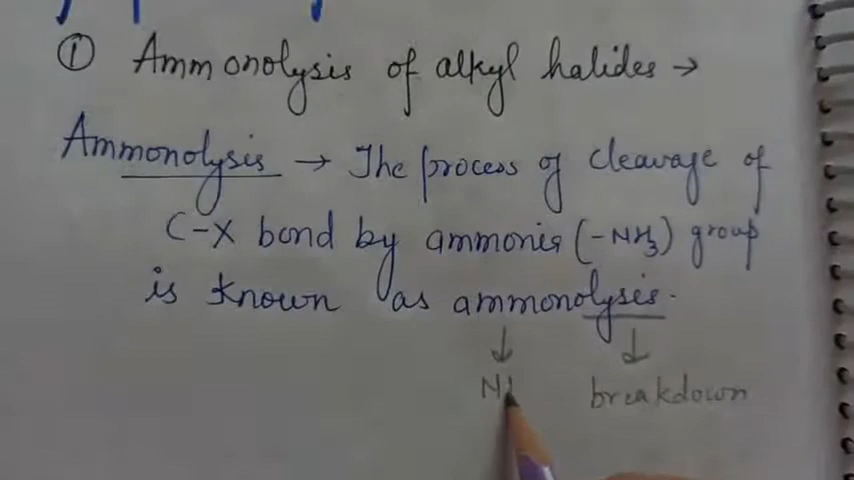 ① Ammonolysis of alkyl halides →
Ammonolysis → The process of cleavage of
C-X bond by ammonia (-NH3) group
is known as ammonolysis.
↓ ↓
N breakdown